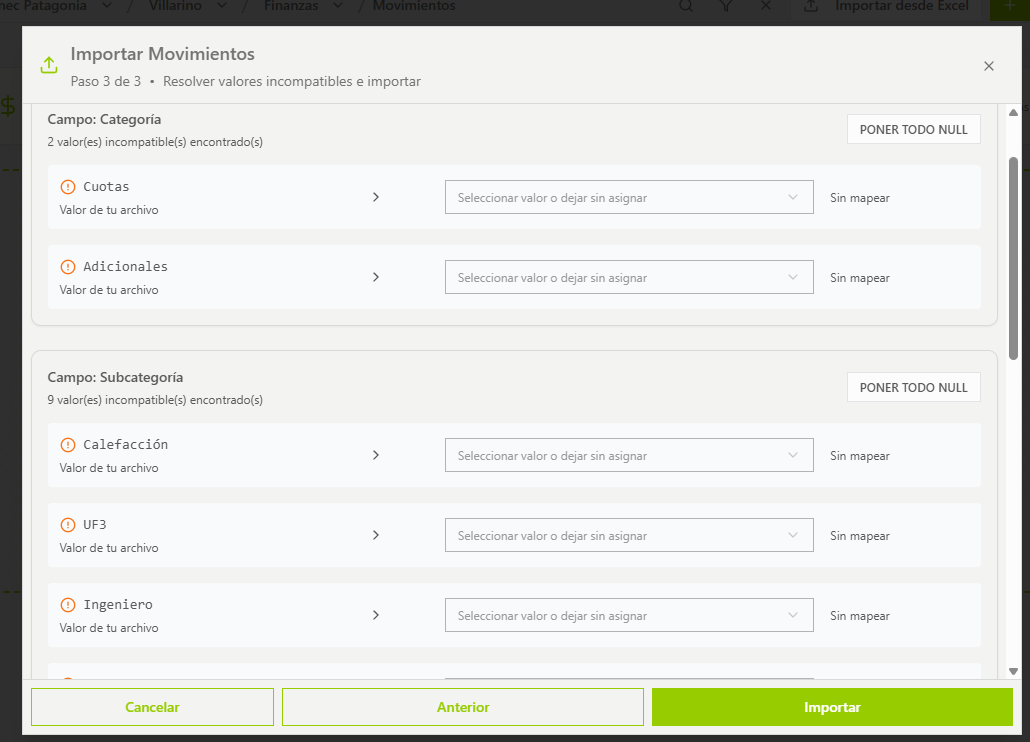 nec Patagonia / Villarino / Finanzas / Movimientos Importar desde Excel
Importar Movimientos
Paso 3 de 3 • Resolver valores incompatibles e importar
$
Campo: Categoría
PONER TODO NULL
2 valor(es) incompatible(s) encontrado(s)
Cuotas
Valor de tu archivo
Seleccionar valor o dejar sin asignar
Sin mapear
Adicionales
Valor de tu archivo
Seleccionar valor o dejar sin asignar
Sin mapear
Campo: Subcategoría
PONER TODO NULL
9 valor(es) incompatible(s) encontrado(s)
Calefacción
Valor de tu archivo
Seleccionar valor o dejar sin asignar
Sin mapear
UF3
Valor de tu archivo
Seleccionar valor o dejar sin asignar
Sin mapear
Ingeniero
Valor de tu archivo
Seleccionar valor o dejar sin asignar
Sin mapear
Cancelar
Anterior
Importar